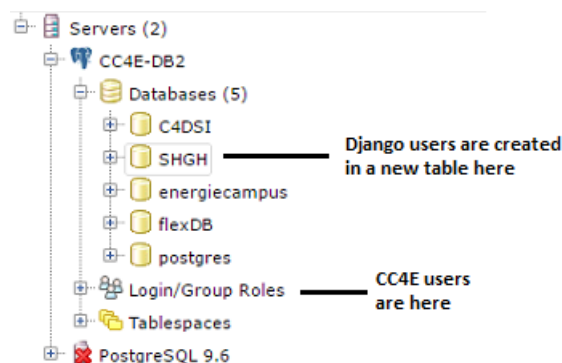 Servers (2)
CC4E-DB2
Databases (5)
C4DSI
SHGH
Django users are created
in a new table here
energiecampus
flexDB
postgres
Login/Group Roles
CC4E users
are here
Tablespaces
PostgreSQL 9.6